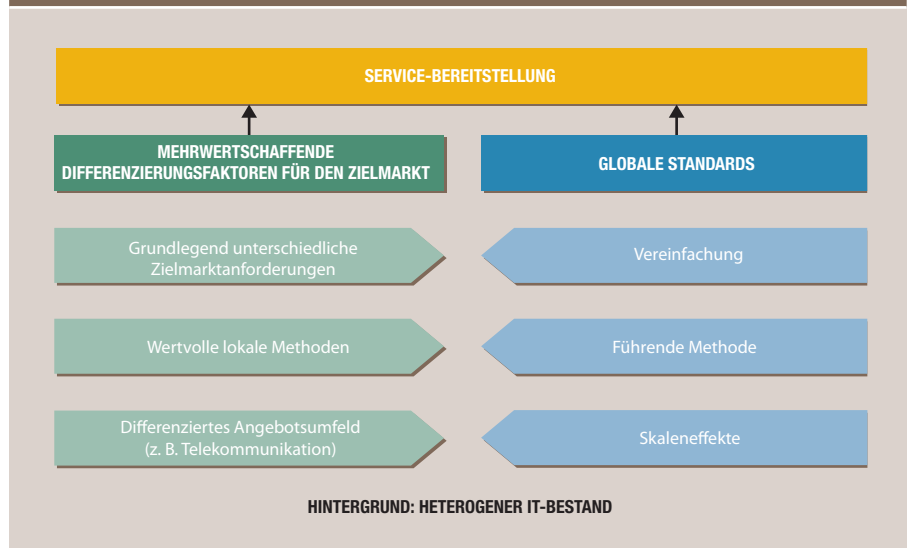 SERVICE-BEREITSTELLUNG
MEHRWERTSCHAFFENDE
DIFFERENZIERUNGSFAKTOREN FÜR DEN ZIELMARKT
GLOBALE STANDARDS
Grundlegend unterschiedliche
Zielmarktanforderungen
Vereinfachung
Wertvolle lokale Methoden
Führende Methode
Differenziertes Angebotsumfeld
(z. B. Telekommunikation)
Skaleneffekte
HINTERGRUND: HETEROGENER IT-BESTAND